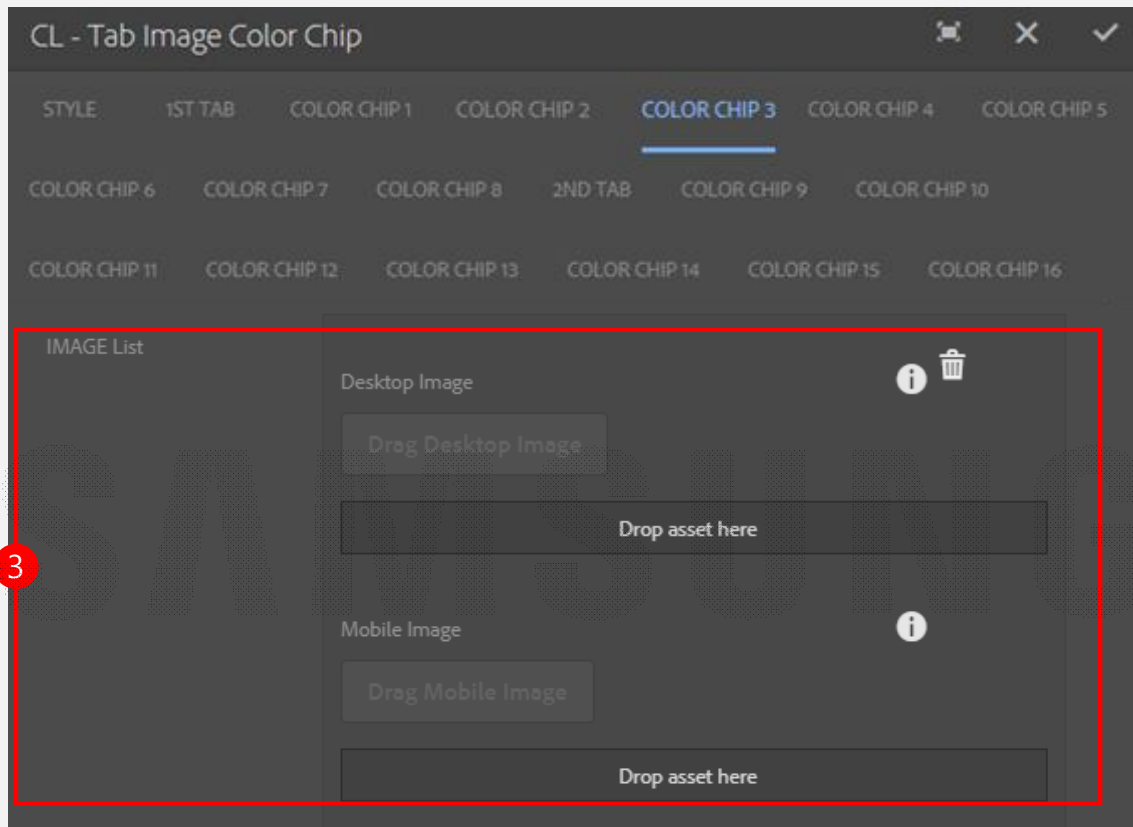 CL - Tab Image Color Chip
STYLE 1ST TAB COLOR CHIP 1 COLOR CHIP 2 COLOR CHIP 3 COLOR CHIP 4 COLOR CHIP 5
COLOR CHIP 6 COLOR CHIP 7 COLOR CHIP 8 2ND TAB COLOR CHIP 9 COLOR CHIP 10
COLOR CHIP 11 COLOR CHIP 12 COLOR CHIP 13 COLOR CHIP 14 COLOR CHIP 15 COLOR CHIP 16
IMAGE List
Desktop Image
Drag Desktop Image
SAMSUNG
Drop asset here
3
Mobile Image
Drag Mobile Image
Drop asset here